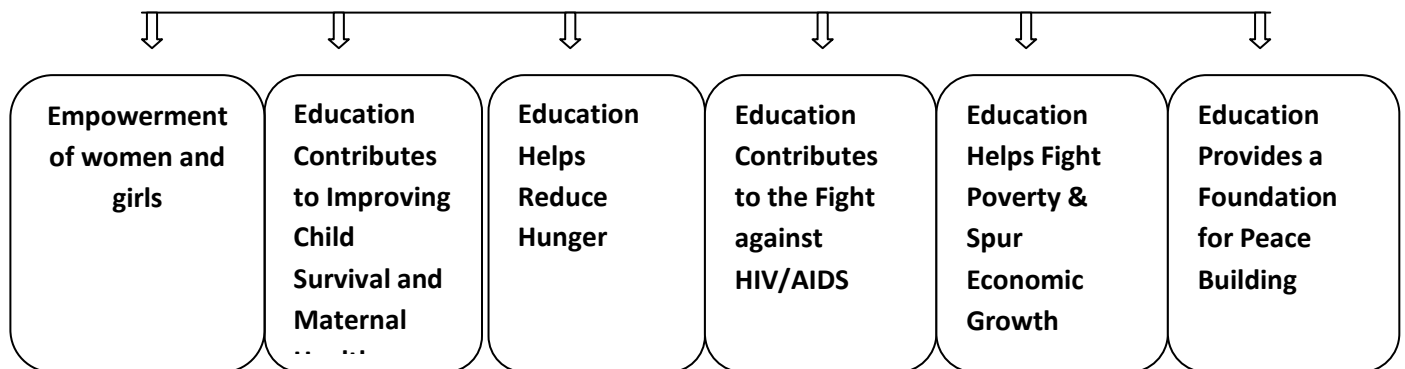 Empowerment
of women and
girls
Education
Contributes
to Improving
Child
Survival and
Maternal
Education
Helps
Reduce
Hunger
Education
Contributes
to the Fight
against
HIV/AIDS
Education
Helps Fight
Poverty &
Spur
Economic
Growth
Education
Provides a
Foundation
for Peace
Building